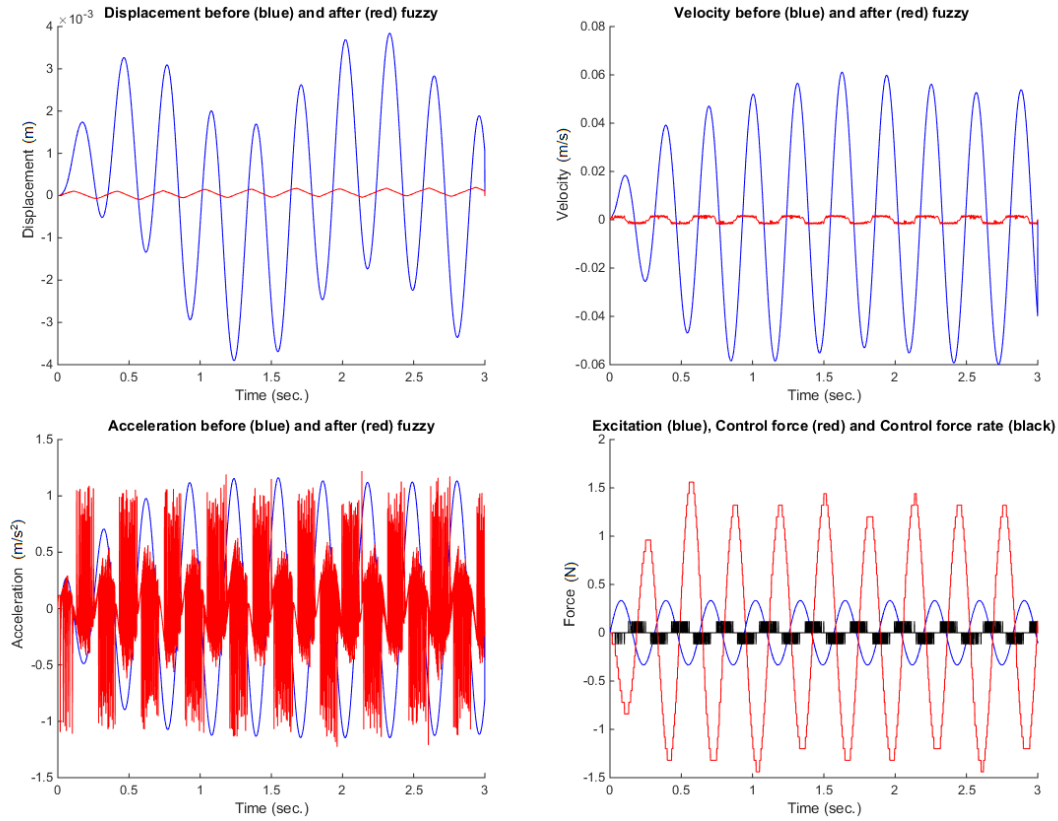 Displacement before (blue) and after (red) fuzzy
×10⁻³
4
3
2
1
0
-1
-2
-3
-4
Displacement (m)
0 0.5 1 1.5 2 2.5 3
Time (sec.)
Velocity before (blue) and after (red) fuzzy
0.08
0.06
0.04
0.02
0
-0.02
-0.04
-0.06
Velocity (m/s)
0 0.5 1 1.5 2 2.5 3
Time (sec.)
Acceleration before (blue) and after (red) fuzzy
1.5
1
0.5
0
-0.5
-1
-1.5
Acceleration (m/s²)
0 0.5 1 1.5 2 2.5 3
Time (sec.)
Excitation (blue), Control force (red) and Control force rate (black)
2
1.5
1
0.5
0
-0.5
-1
-1.5
Force (N)
0 0.5 1 1.5 2 2.5 3
Time (sec.)